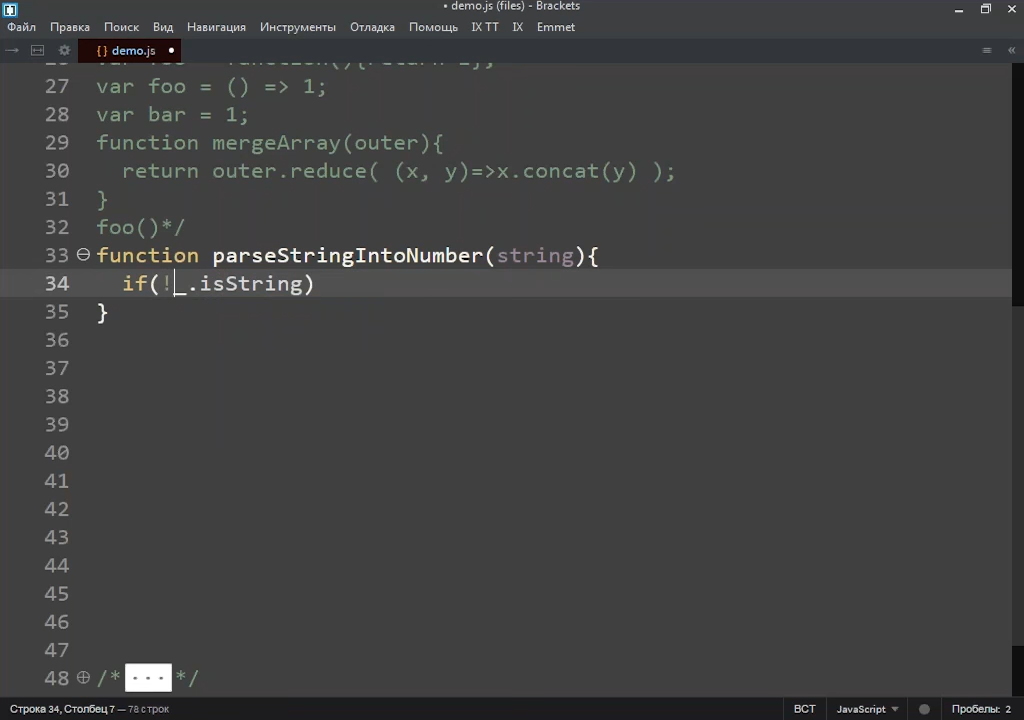 • demo.js (files) - Brackets
Файл Правка Поиск Вид Навигация Инструменты Отладка Помощь IX TT IX Emmet
{} demo.js •
27 var foo = () => 1;
28 var bar = 1;
29 function mergeArray(outer){
30 return outer.reduce( (x, y)=>x.concat(y) );
31 }
32 foo()*/
33 function parseStringIntoNumber(string){
34 if(!_.isString)
35 }
36
37
38
39
40
41
42
43
44
45
46
47
48 /*...*/
Строка 34, Столбец 7 — 78 строк ВСТ JavaScript Пробелы: 2